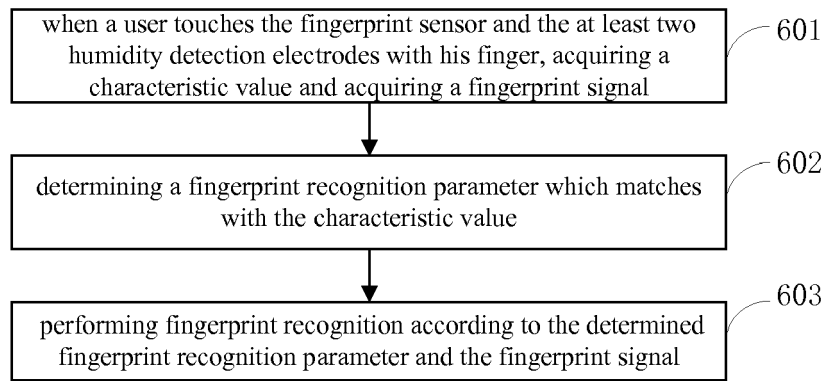 when a user touches the fingerprint sensor and the at least two
humidity detection electrodes with his finger, acquiring a
characteristic value and acquiring a fingerprint signal
601
determining a fingerprint recognition parameter which matches
with the characteristic value
602
performing fingerprint recognition according to the determined
fingerprint recognition parameter and the fingerprint signal
603